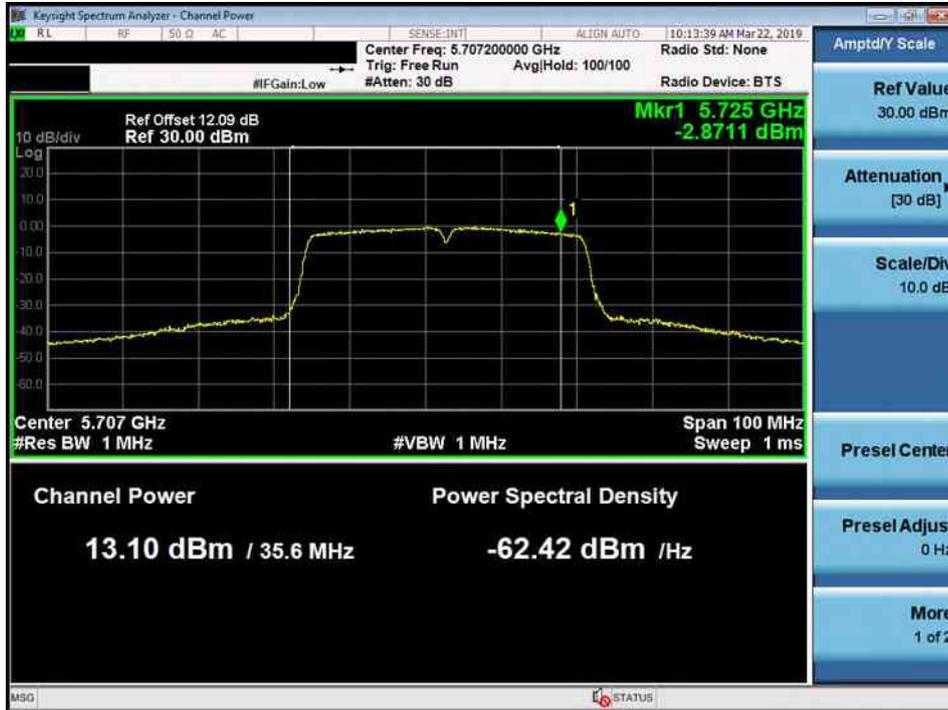 Keysight Spectrum Analyzer - Channel Power
LXI RL RF 50 Ω AC SENSE:INT ALIGN AUTO 10:13:39 AM Mar 22, 2019
Center Freq: 5.707200000 GHz Radio Std: None
Trig: Free Run Avg|Hold: 100/100
#IFGain:Low #Atten: 30 dB Radio Device: BTS
Mkr1 5.725 GHz
-2.8711 dBm
Ref Offset 12.09 dB
10 dB/div Ref 30.00 dBm
Log
20.0
10.0
0.00
-10.0
-20.0
-30.0
-40.0
-50.0
-60.0
1
Center 5.707 GHz Span 100 MHz
#Res BW 1 MHz #VBW 1 MHz Sweep 1 ms
Channel Power Power Spectral Density
13.10 dBm / 35.6 MHz -62.42 dBm /Hz
MSG STATUS
Amptd/Y Scale
Ref Value
30.00 dBm
Attenuation
[30 dB]
Scale/Div
10.0 dB
Presel Center
Presel Adjus
0 Hz
More
1 of 2